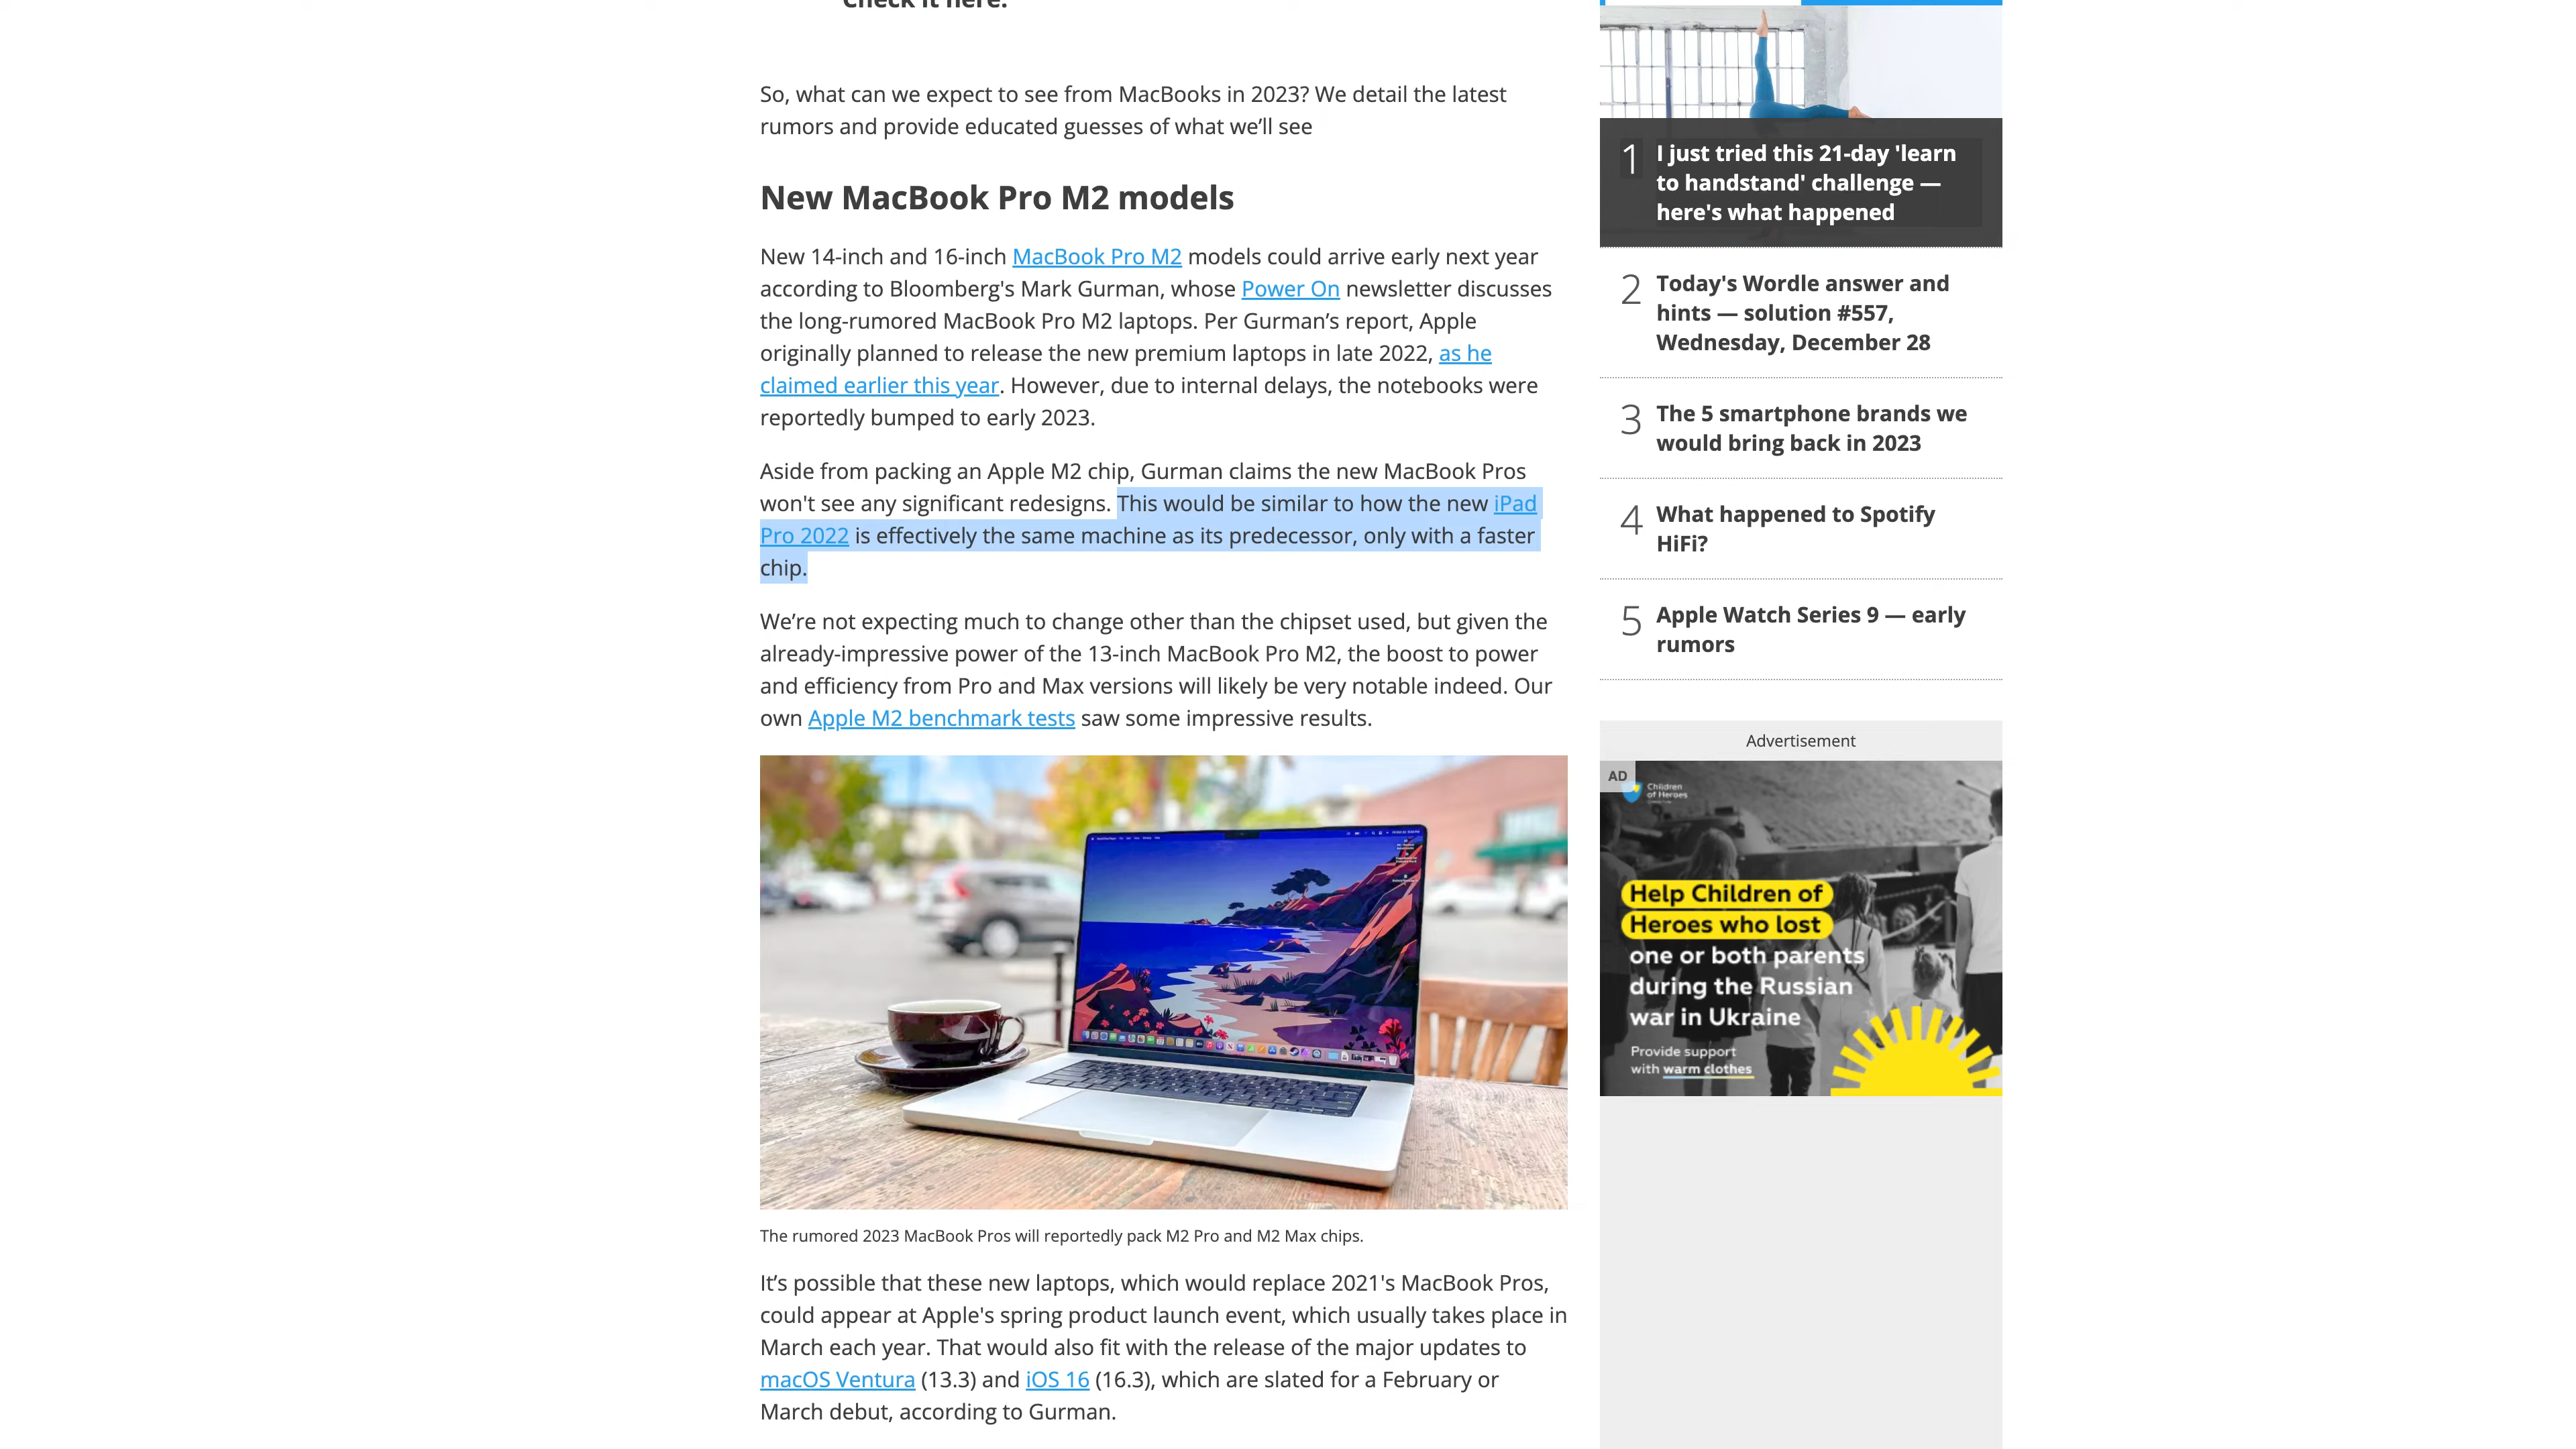 Check it here.
So, what can we expect to see from MacBooks in 2023? We detail the latest
rumors and provide educated guesses of what we’ll see
New MacBook Pro M2 models
New 14-inch and 16-inch MacBook Pro M2 models could arrive early next year
according to Bloomberg's Mark Gurman, whose Power On newsletter discusses
the long-rumored MacBook Pro M2 laptops. Per Gurman’s report, Apple
originally planned to release the new premium laptops in late 2022, as he
claimed earlier this year. However, due to internal delays, the notebooks were
reportedly bumped to early 2023.
Aside from packing an Apple M2 chip, Gurman claims the new MacBook Pros
won't see any significant redesigns. This would be similar to how the new iPad
Pro 2022 is effectively the same machine as its predecessor, only with a faster
chip.
We’re not expecting much to change other than the chipset used, but given the
already-impressive power of the 13-inch MacBook Pro M2, the boost to power
and efficiency from Pro and Max versions will likely be very notable indeed. Our
own Apple M2 benchmark tests saw some impressive results.
The rumored 2023 MacBook Pros will reportedly pack M2 Pro and M2 Max chips.
It’s possible that these new laptops, which would replace 2021's MacBook Pros,
could appear at Apple's spring product launch event, which usually takes place in
March each year. That would also fit with the release of the major updates to
macOS Ventura (13.3) and iOS 16 (16.3), which are slated for a February or
March debut, according to Gurman.
1 I just tried this 21-day 'learn
to handstand' challenge —
here's what happened
2 Today's Wordle answer and
hints — solution #557,
Wednesday, December 28
3 The 5 smartphone brands we
would bring back in 2023
4 What happened to Spotify
HiFi?
5 Apple Watch Series 9 — early
rumors
Advertisement
AD
Children
of Heroes
Help Children of
Heroes who lost
one or both parents
during the Russian
war in Ukraine
Provide support
with warm clothes